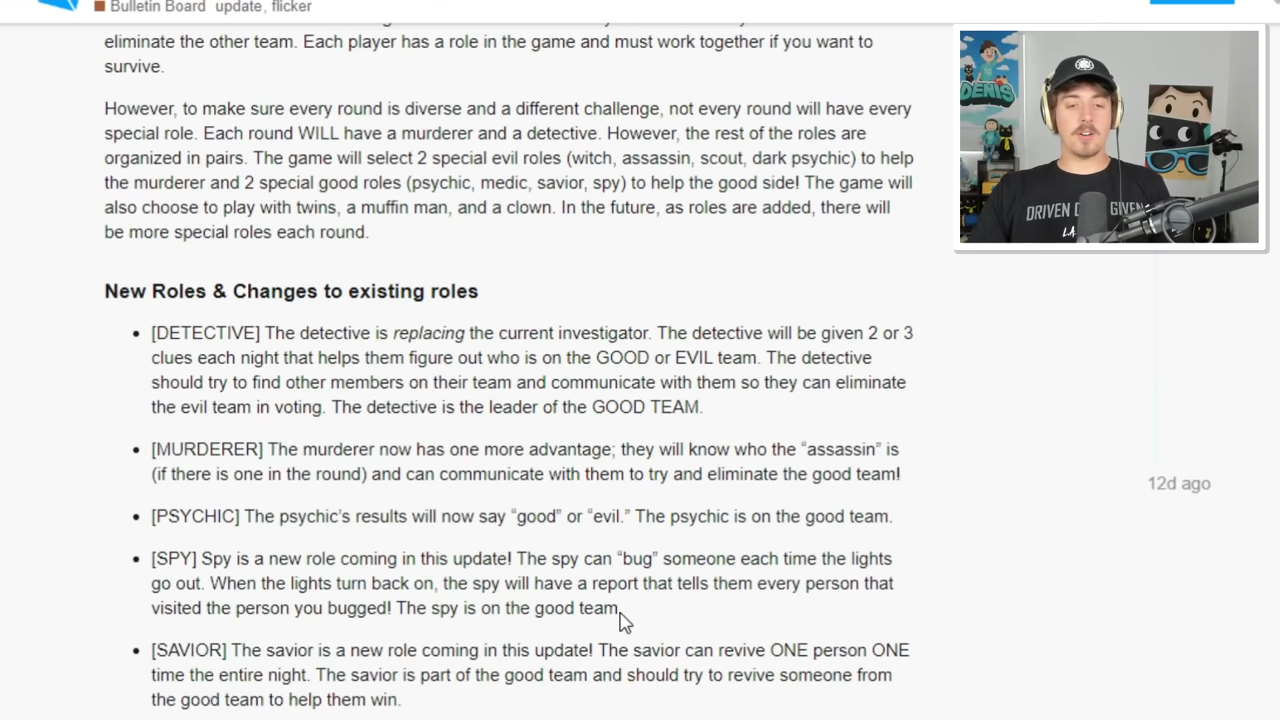 Bulletin Board update, flicker
eliminate the other team. Each player has a role in the game and must work together if you want to
survive.
However, to make sure every round is diverse and a different challenge, not every round will have every
special role. Each round WILL have a murderer and a detective. However, the rest of the roles are
organized in pairs. The game will select 2 special evil roles (witch, assassin, scout, dark psychic) to help
the murderer and 2 special good roles (psychic, medic, savior, spy) to help the good side! The game will
also choose to play with twins, a muffin man, and a clown. In the future, as roles are added, there will
be more special roles each round.
New Roles & Changes to existing roles
• [DETECTIVE] The detective is replacing the current investigator. The detective will be given 2 or 3
clues each night that helps them figure out who is on the GOOD or EVIL team. The detective
should try to find other members on their team and communicate with them so they can eliminate
the evil team in voting. The detective is the leader of the GOOD TEAM.
• [MURDERER] The murderer now has one more advantage; they will know who the “assassin” is
(if there is one in the round) and can communicate with them to try and eliminate the good team!
• [PSYCHIC] The psychic’s results will now say “good” or “evil.” The psychic is on the good team.
• [SPY] Spy is a new role coming in this update! The spy can “bug” someone each time the lights
go out. When the lights turn back on, the spy will have a report that tells them every person that
visited the person you bugged! The spy is on the good team.
• [SAVIOR] The savior is a new role coming in this update! The savior can revive ONE person ONE
time the entire night. The savior is part of the good team and should try to revive someone from
the good team to help them win.
12d ago
DENIS
DRIVEN GIVEN
L.A.